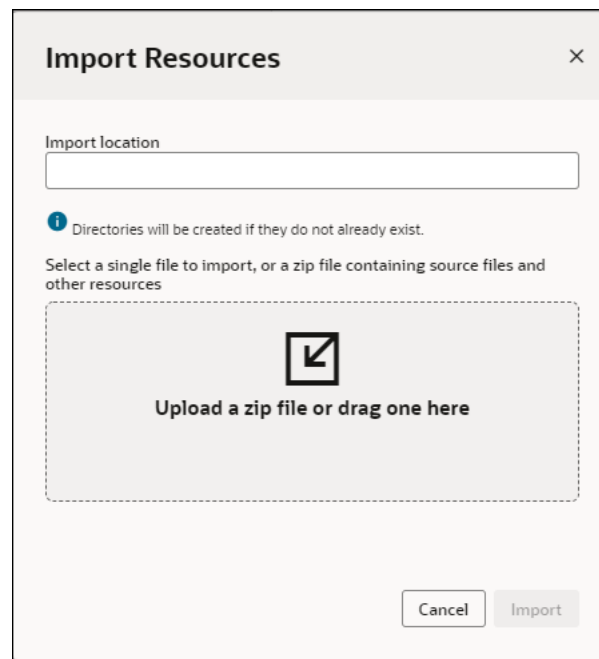 Import Resources
Import location
Directories will be created if they do not already exist.
Select a single file to import, or a zip file containing source files and
other resources
Upload a zip file or drag one here
Cancel
Import